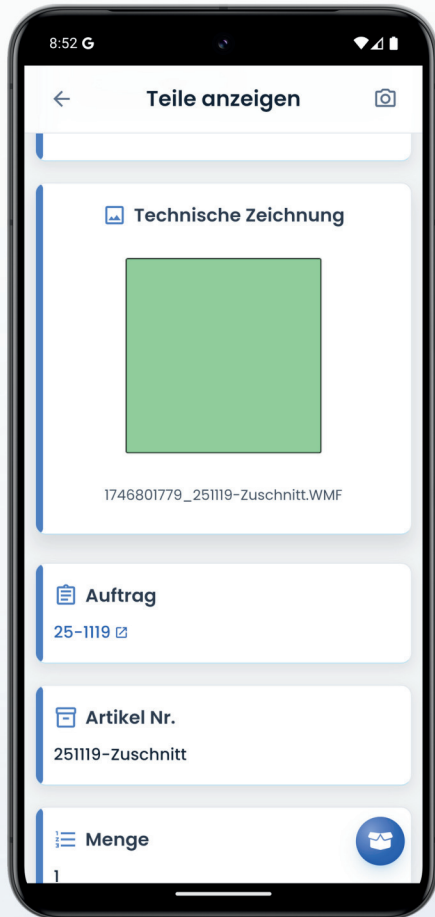 8:52 G
Teile anzeigen
Technische Zeichnung
1746801779_251119-Zuschnitt.WMF
Auftrag
25-1119
Artikel Nr.
251119-Zuschnitt
Menge
1